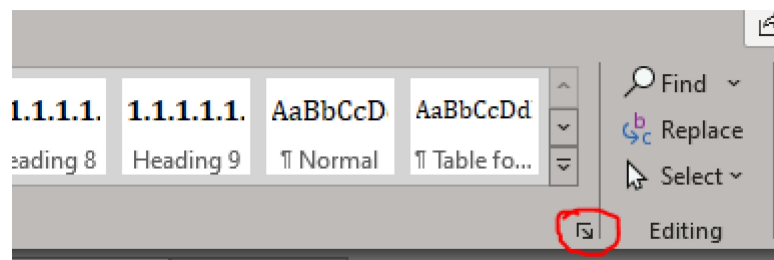 1.1.1.1. 1.1.1.1.1. AaBbCcD AaBbCcDd
eading 8 Heading 9 ¶ Normal ¶ Table fo...
Find
Replace
Select
Editing